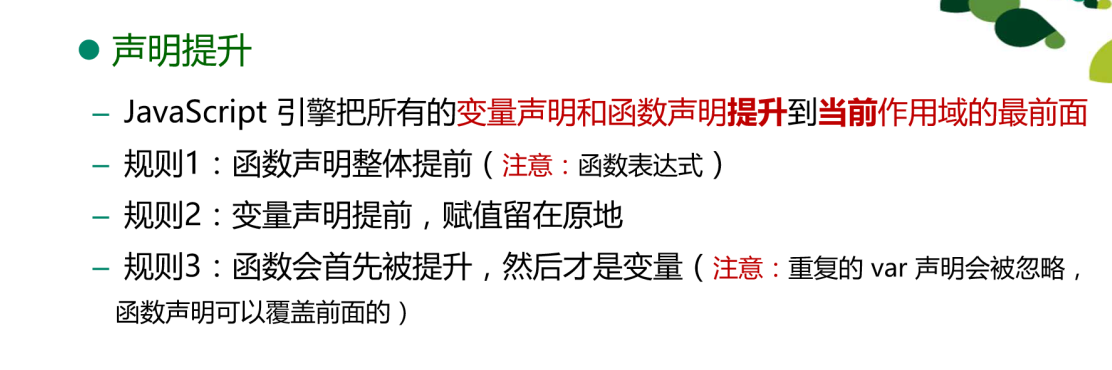 ● 声明提升
– JavaScript 引擎把所有的变量声明和函数声明提升到当前作用域的最前面
– 规则1：函数声明整体提前（注意：函数表达式）
– 规则2：变量声明提前，赋值留在原地
– 规则3：函数会首先被提升，然后才是变量（注意：重复的 var 声明会被忽略，
函数声明可以覆盖前面的）